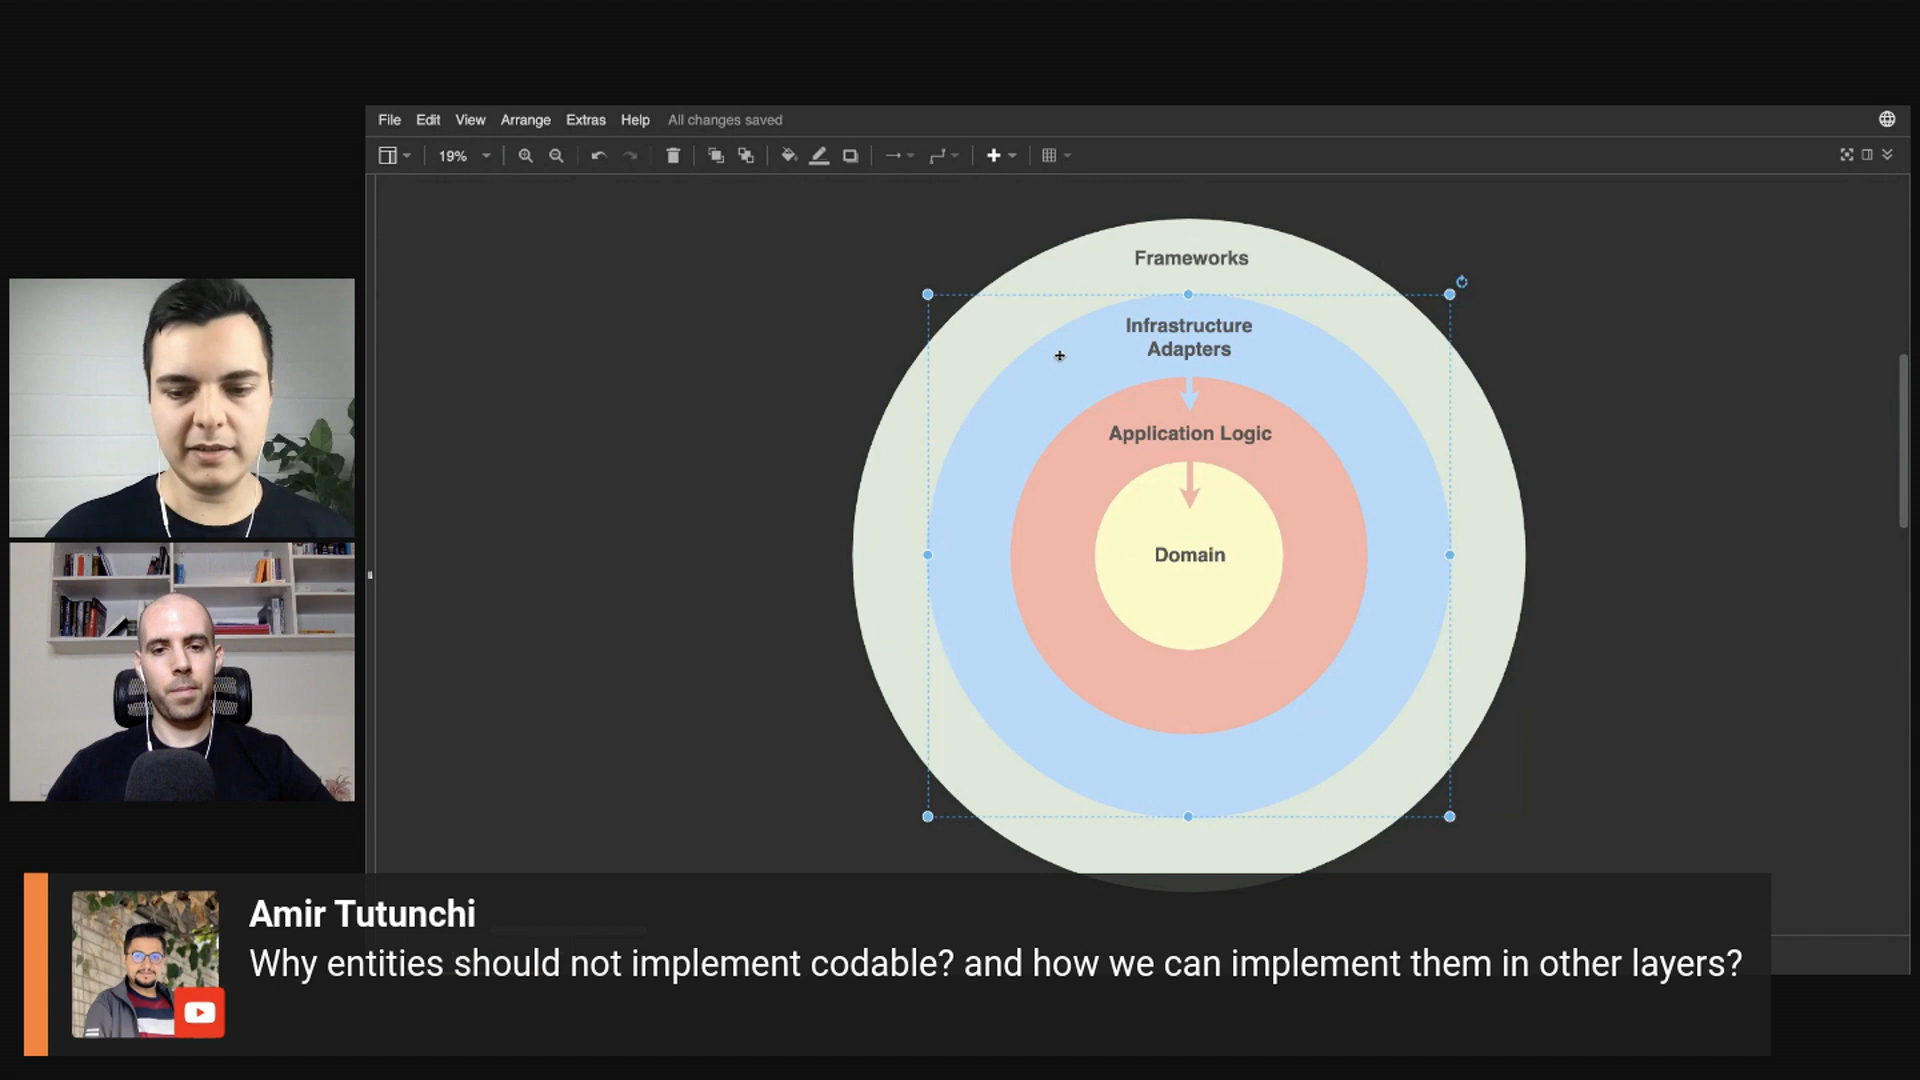 File Edit View Arrange Extras Help All changes saved
19%
Frameworks
Infrastructure
Adapters
Application Logic
Domain
Amir Tutunchi
Why entities should not implement codable? and how we can implement them in other layers?